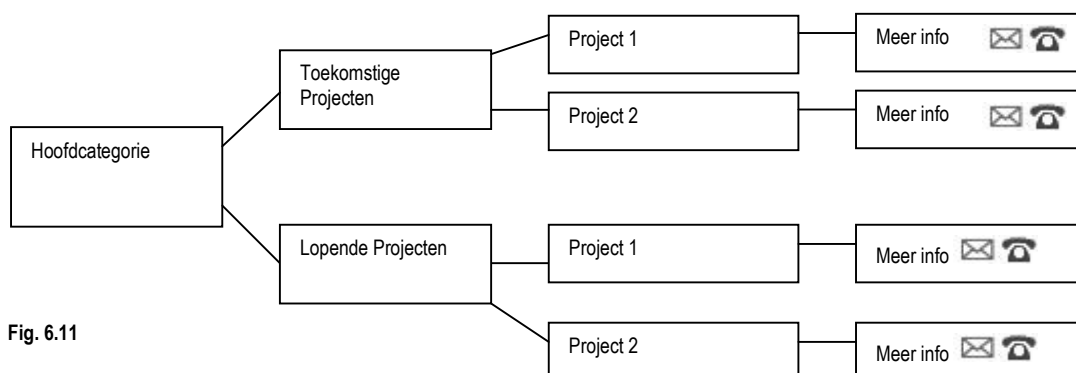 Project 1
Meer info
Toekomstige
Projecten
Project 2
Meer info
Hoofdcategorie
Lopende Projecten
Project 1
Meer info
Project 2
Meer info
Fig. 6.11